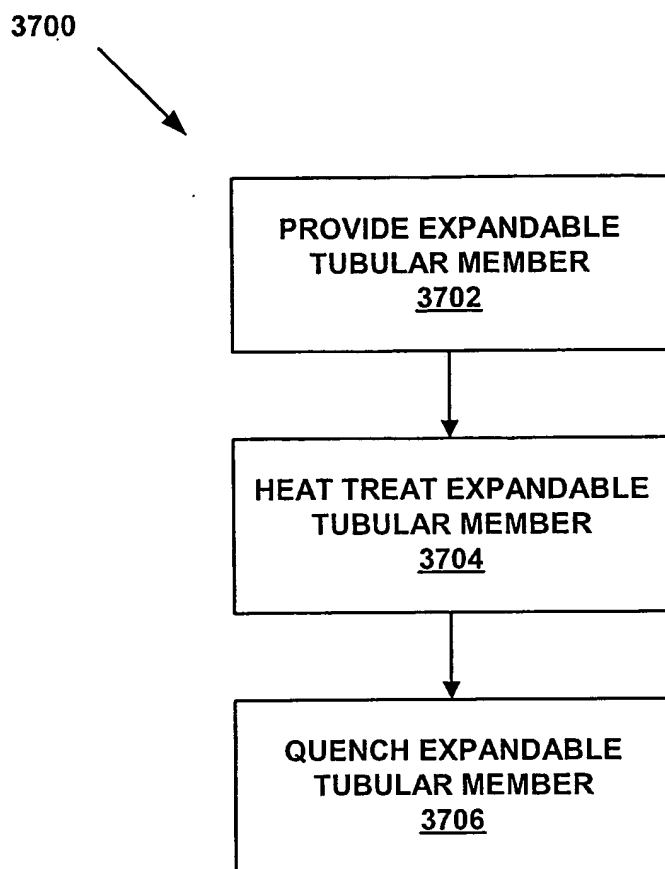 3700
PROVIDE EXPANDABLE
TUBULAR MEMBER
3702
HEAT TREAT EXPANDABLE
TUBULAR MEMBER
3704
QUENCH EXPANDABLE
TUBULAR MEMBER
3706